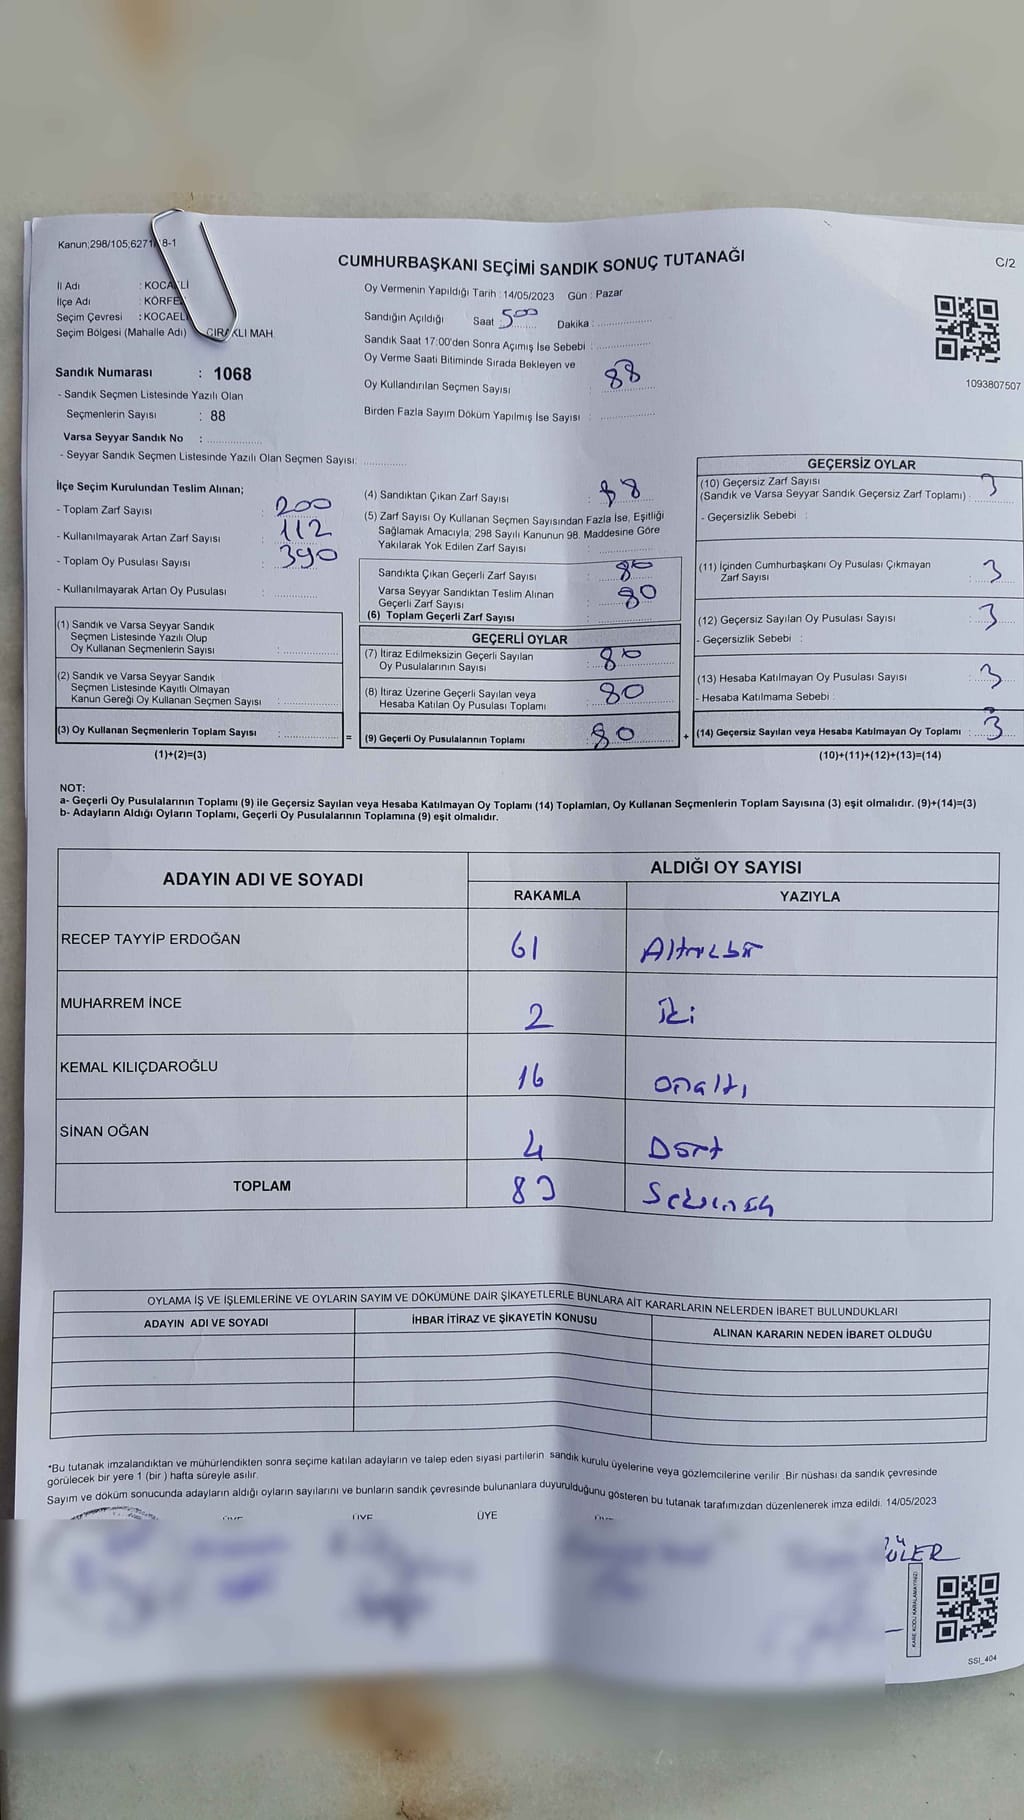 Kanun;298/105;6271 8-1
CUMHURBAŞKANI SEÇİMİ SANDIK SONUÇ TUTANAĞI
C/2
İl Adı : KOCA Lİ
İlçe Adı : KÖRFE
Seçim Çevresi : KOCAEL
Seçim Bölgesi (Mahalle Adı) ÇIRAKLI MAH.
Sandık Numarası : 1068
- Sandık Seçmen Listesinde Yazılı Olan
Seçmenlerin Sayısı : 88
Varsa Seyyar Sandık No :
- Seyyar Sandık Seçmen Listesinde Yazılı Olan Seçmen Sayısı:
Oy Vermenin Yapıldığı Tarih : 14/05/2023 Gün : Pazar
Sandığın Açıldığı Saat : 500 Dakika :
Sandık Saat 17:00'den Sonra Açımış İse Sebebi :
Oy Verme Saati Bitiminde Sırada Bekleyen ve
Oy Kullandırılan Seçmen Sayısı : 88
Birden Fazla Sayım Döküm Yapılmış İse Sayısı :
1093807507
İlçe Seçim Kurulundan Teslim Alınan;
- Toplam Zarf Sayısı : 200
- Kullanılmayarak Artan Zarf Sayısı : 112
- Toplam Oy Pusulası Sayısı : 390
- Kullanılmayarak Artan Oy Pusulası :
(1) Sandık ve Varsa Seyyar Sandık
Seçmen Listesinde Yazılı Olup
Oy Kullanan Seçmenlerin Sayısı :
(2) Sandık ve Varsa Seyyar Sandık
Seçmen Listesinde Kayıtlı Olmayan
Kanun Gereği Oy Kullanan Seçmen Sayısı :
(3) Oy Kullanan Seçmenlerin Toplam Sayısı :
(1)+(2)=(3)
(4) Sandıktan Çıkan Zarf Sayısı : 88
(5) Zarf Sayısı Oy Kullanan Seçmen Sayısından Fazla İse, Eşitliği
Sağlamak Amacıyla; 298 Sayılı Kanunun 98. Maddesine Göre
Yakılarak Yok Edilen Zarf Sayısı :
Sandıkta Çıkan Geçerli Zarf Sayısı : 80
Varsa Seyyar Sandıktan Teslim Alınan
Geçerli Zarf Sayısı : 80
(6) Toplam Geçerli Zarf Sayısı :
GEÇERLİ OYLAR
(7) İtiraz Edilmeksizin Geçerli Sayılan
Oy Pusulalarının Sayısı : 80
(8) İtiraz Üzerine Geçerli Sayılan veya
Hesaba Katılan Oy Pusulası Toplamı : 80
= (9) Geçerli Oy Pusulalarının Toplamı : 80
GEÇERSİZ OYLAR
(10) Geçersiz Zarf Sayısı
(Sandık ve Varsa Seyyar Sandık Geçersiz Zarf Toplamı) : 3
- Geçersizlik Sebebi :
(11) İçinden Cumhurbaşkanı Oy Pusulası Çıkmayan
Zarf Sayısı : 3
(12) Geçersiz Sayılan Oy Pusulası Sayısı : 3
- Geçersizlik Sebebi :
(13) Hesaba Katılmayan Oy Pusulası Sayısı : 3
- Hesaba Katılmama Sebebi :
+ (14) Geçersiz Sayılan veya Hesaba Katılmayan Oy Toplamı : 3
(10)+(11)+(12)+(13)=(14)
NOT:
a- Geçerli Oy Pusulalarının Toplamı (9) ile Geçersiz Sayılan veya Hesaba Katılmayan Oy Toplamı (14) Toplamları, Oy Kullanan Seçmenlerin Toplam Sayısına (3) eşit olmalıdır. (9)+(14)=(3)
b- Adayların Aldığı Oyların Toplamı, Geçerli Oy Pusulalarının Toplamına (9) eşit olmalıdır.
ADAYIN ADI VE SOYADI
ALDIĞI OY SAYISI
RAKAMLA YAZIYLA
RECEP TAYYİP ERDOĞAN 61 Altmışbir
MUHARREM İNCE 2 iki
KEMAL KILIÇDAROĞLU 16 onaltı
SİNAN OĞAN 4 Dört
TOPLAM 83
OYLAMA İŞ VE İŞLEMLERİNE VE OYLARIN SAYIM VE DÖKÜMÜNE DAİR ŞİKAYETLERLE BUNLARA AİT KARARLARIN NELERDEN İBARET BULUNDUKLARI
ADAYIN ADI VE SOYADI İHBAR İTİRAZ VE ŞİKAYETİN KONUSU ALINAN KARARIN NEDEN İBARET OLDUĞU
*Bu tutanak imzalandıktan ve mühürlendikten sonra seçime katılan adayların ve talep eden siyasi partilerin sandık kurulu üyelerine veya gözlemcilerine verilir. Bir nüshası da sandık çevresinde
görülecek bir yere 1 (bir ) hafta süreyle asılır.
Sayım ve döküm sonucunda adayların aldığı oyların sayılarını ve bunların sandık çevresinde bulunanlara duyurulduğunu gösteren bu tutanak tarafımızdan düzenlenerek imza edildi. 14/05/2023
ÜYE ÜYE ÜYE
KARE KODU KARALAMAYINIZ!
SSI_404